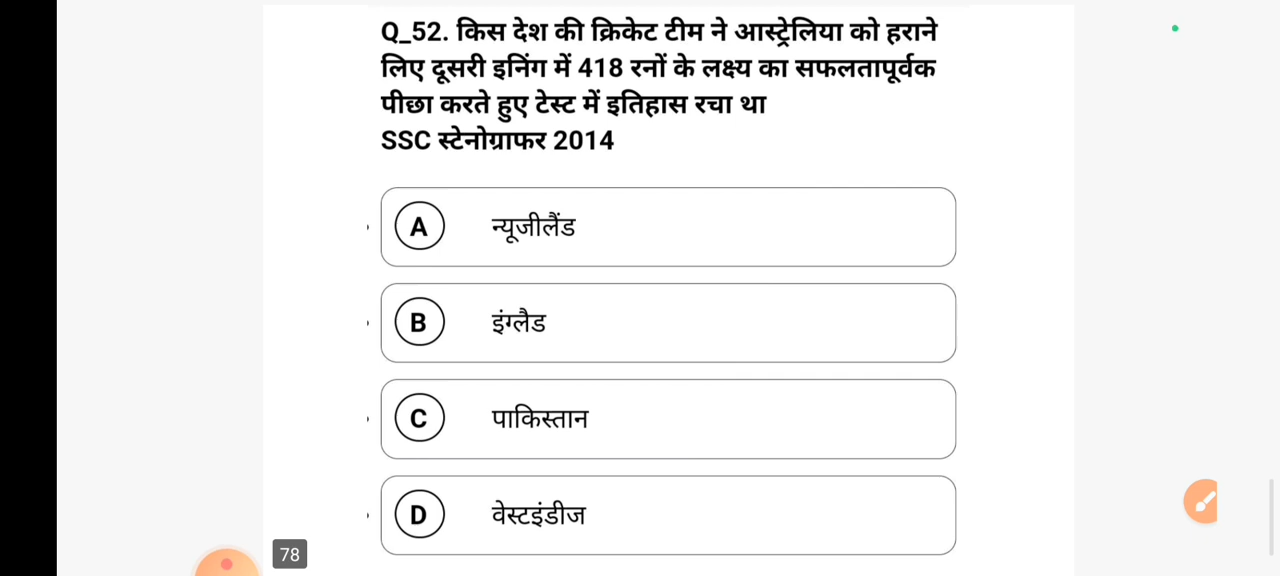 Q_52. किस देश की क्रिकेट टीम ने आस्ट्रेलिया को हराने
लिए दूसरी इनिंग में 418 रनों के लक्ष्य का सफलतापूर्वक
पीछा करते हुए टेस्ट में इतिहास रचा था
SSC स्टेनोग्राफर 2014
A न्यूजीलैंड
B इंग्लैड
C पाकिस्तान
D वेस्टइंडीज
78